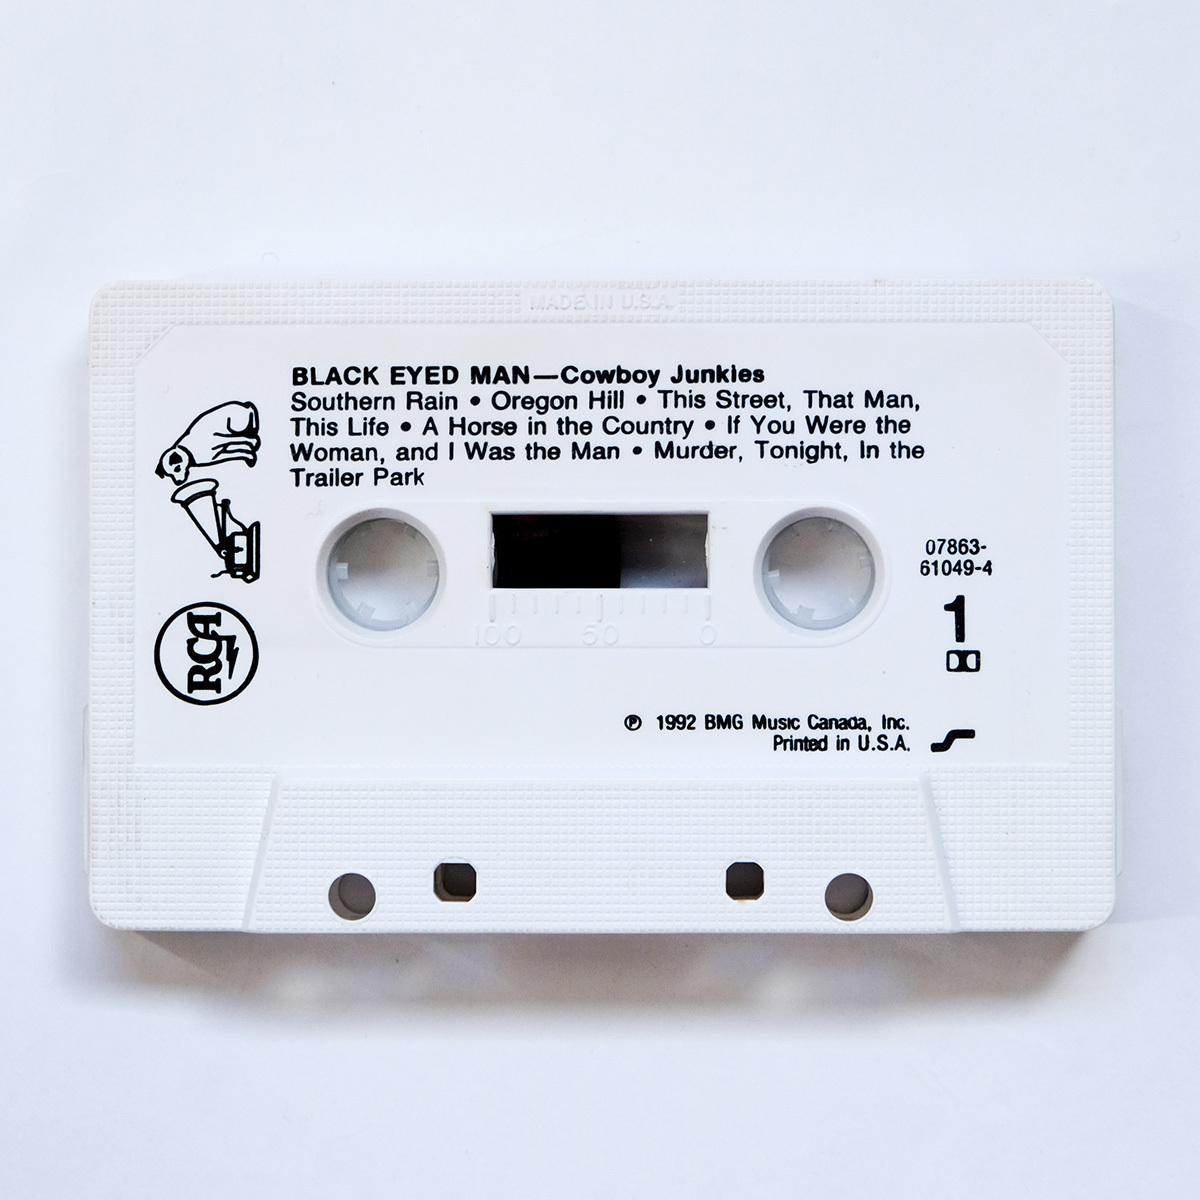 MADE IN U.S.A.
BLACK EYED MAN—Cowboy Junkies
Southern Rain • Oregon Hill • This Street, That Man,
This Life • A Horse in the Country • If You Were the
Woman, and I Was the Man • Murder, Tonight, In the
Trailer Park
07863-
61049-4
100 50 0
1
RCA
℗ 1992 BMG Music Canada, Inc.
Printed in U.S.A.